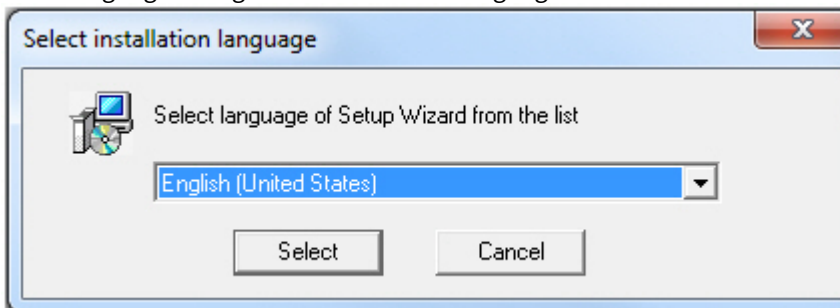 Select installation language
Select language of Setup Wizard from the list
English (United States)
Select
Cancel